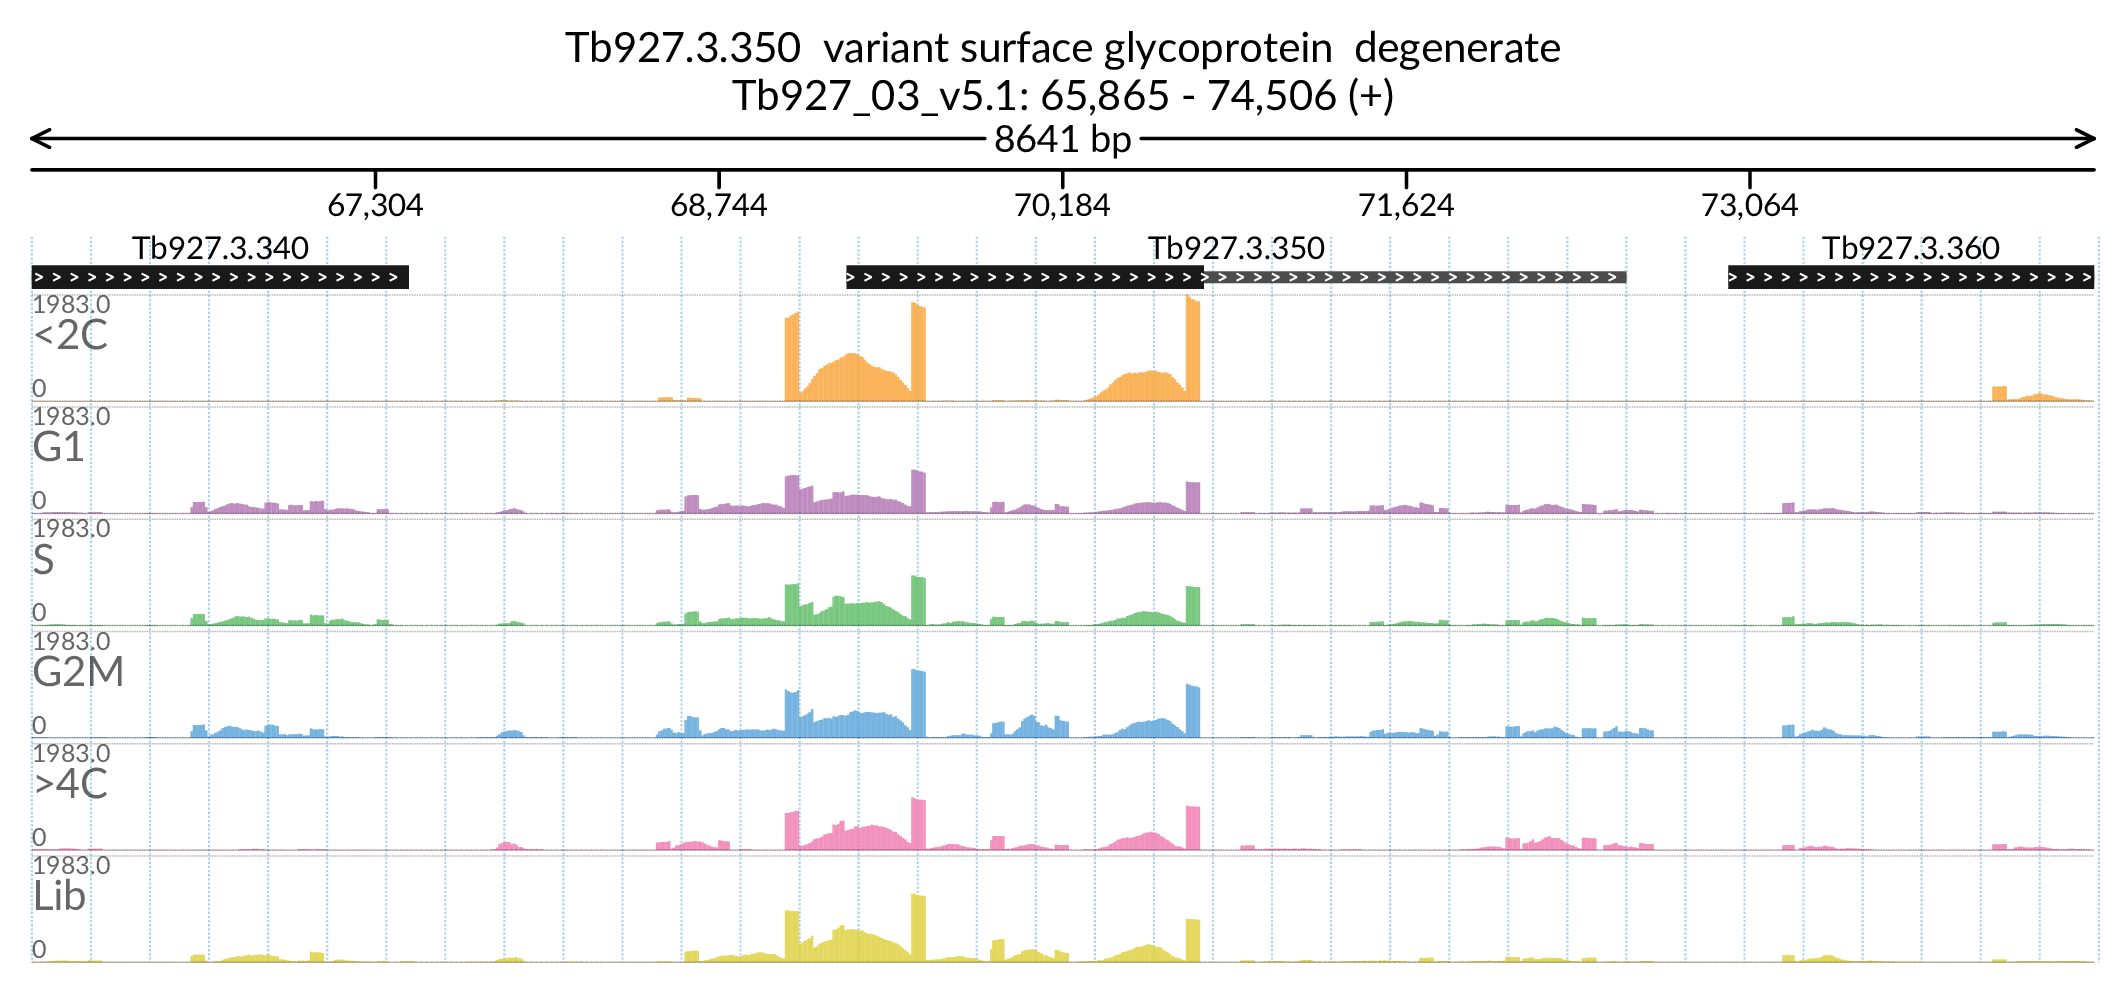 Tb927.3.350 variant surface glycoprotein degenerate
Tb927_03_v5.1: 65,865 - 74,506 (+)
8641 bp
67,304 68,744 70,184 71,624 73,064
Tb927.3.340 Tb927.3.350 Tb927.3.360
1983.0
<2C
0
1983.0
G1
0
1983.0
S
0
1983.0
G2M
0
1983.0
>4C
0
1983.0
Lib
0